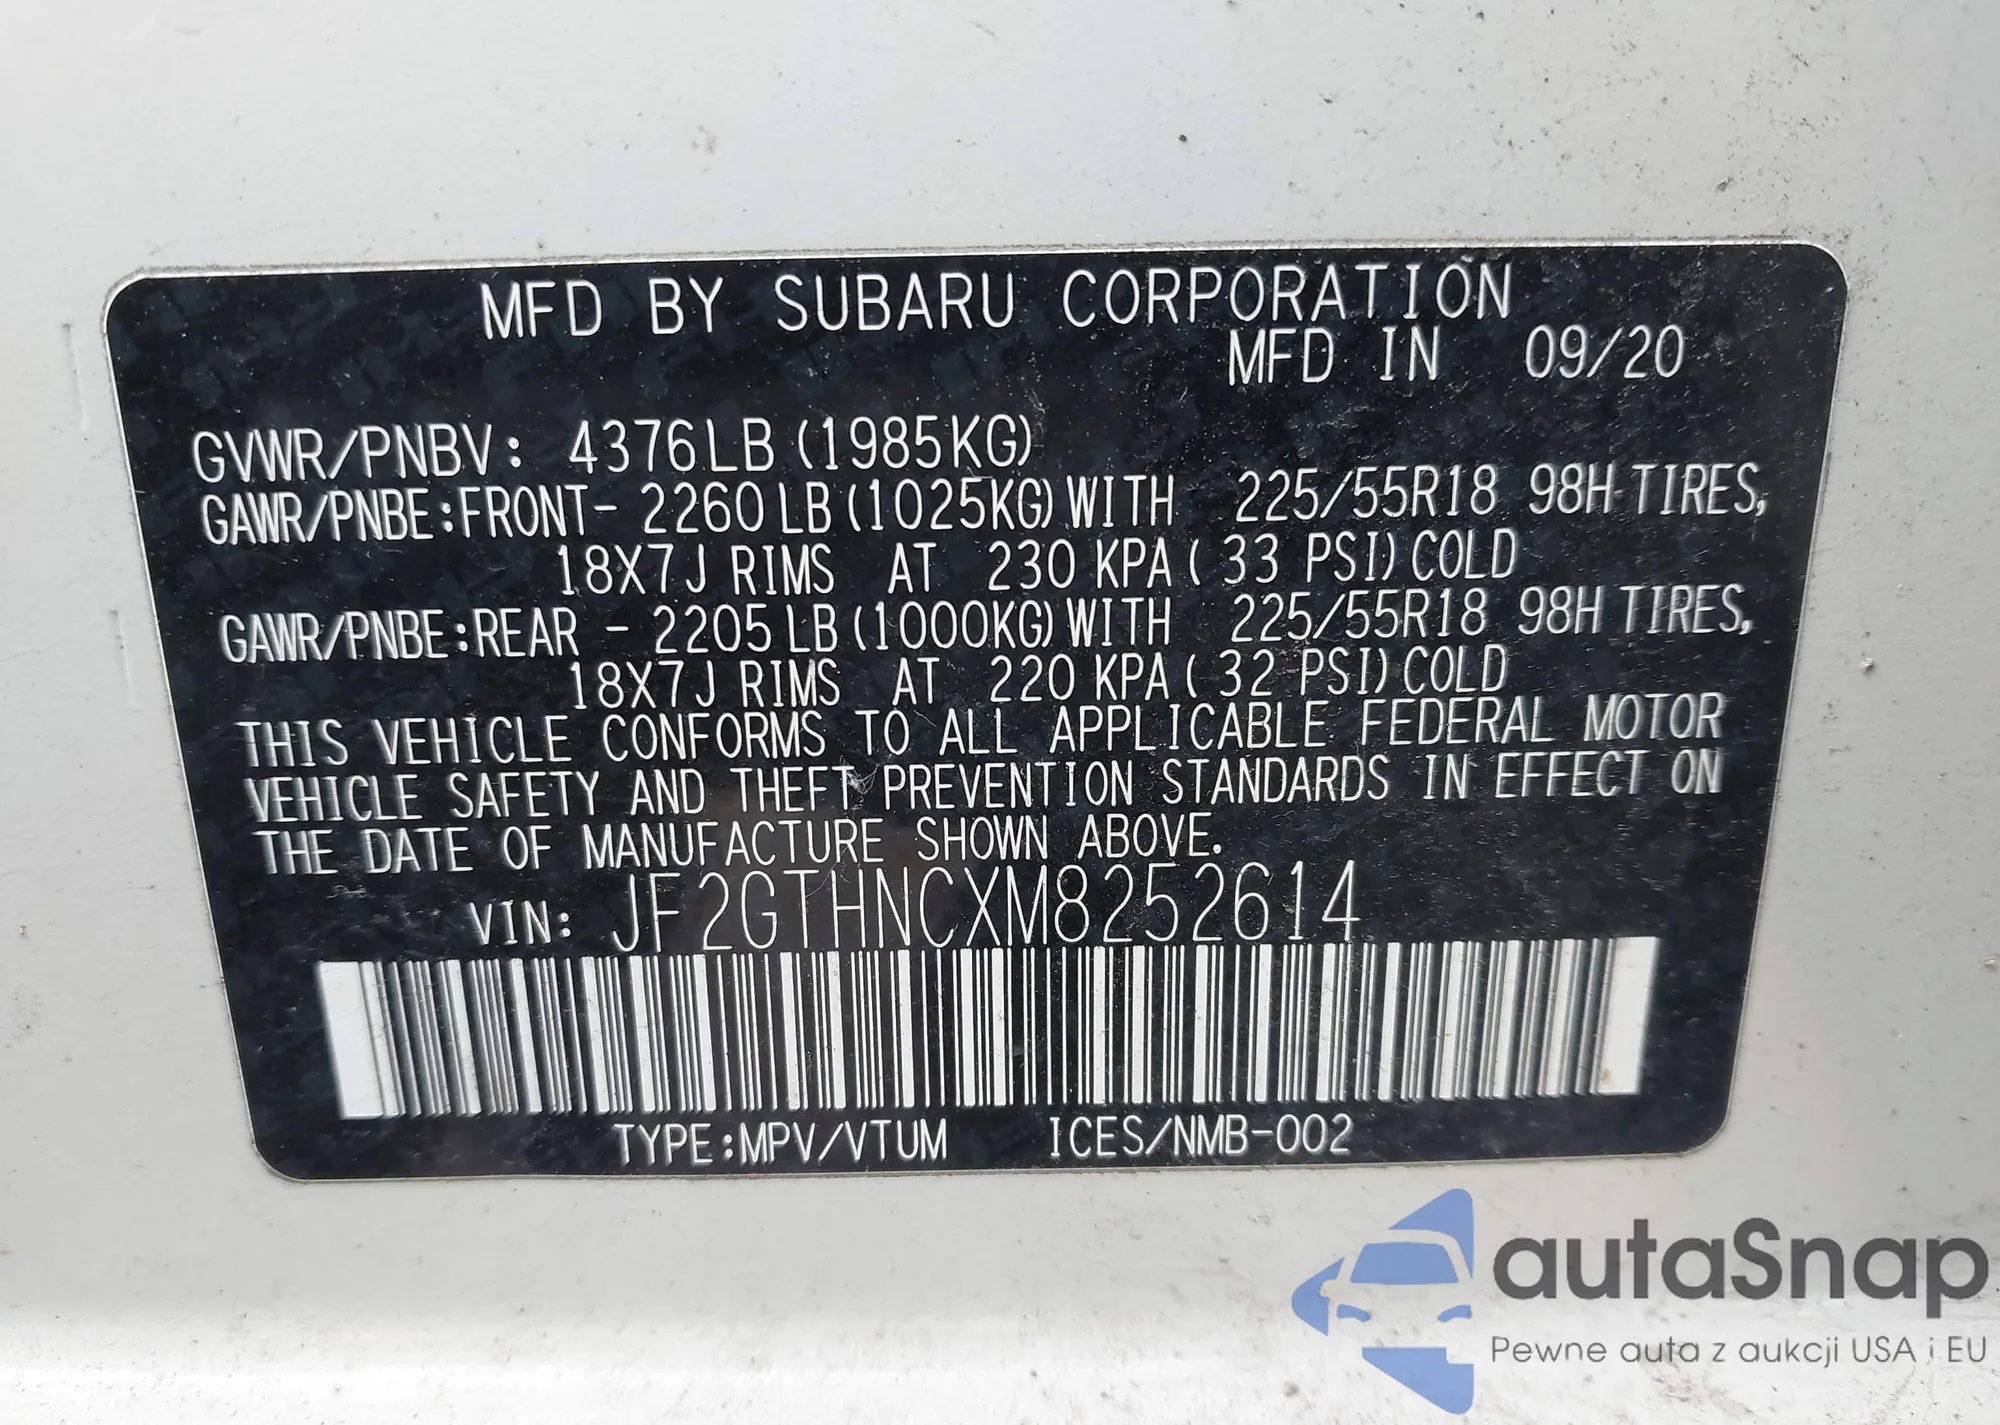 MFD BY SUBARU CORPORATION
MFD IN 09/20
GVWR/PNBV: 4376LB (1985KG)
GAWR/PNBE:FRONT- 2260 LB (1025KG) WITH 225/55R18 98H TIRES,
18X7J RIMS AT 230 KPA ( 33 PSI) COLD
GAWR/PNBE:REAR - 2205 LB (1000KG) WITH 225/55R18 98H TIRES,
18X7J RIMS AT 220 KPA ( 32 PSI) COLD
THIS VEHICLE CONFORMS TO ALL APPLICABLE FEDERAL MOTOR
VEHICLE SAFETY AND THEFT PREVENTION STANDARDS IN EFFECT ON
THE DATE OF MANUFACTURE SHOWN ABOVE.
VIN: JF2GTHNCXM8252614
TYPE:MPV/VTUM ICES/NMB-002
autaSnap
Pewne auta z aukcji USA i EU